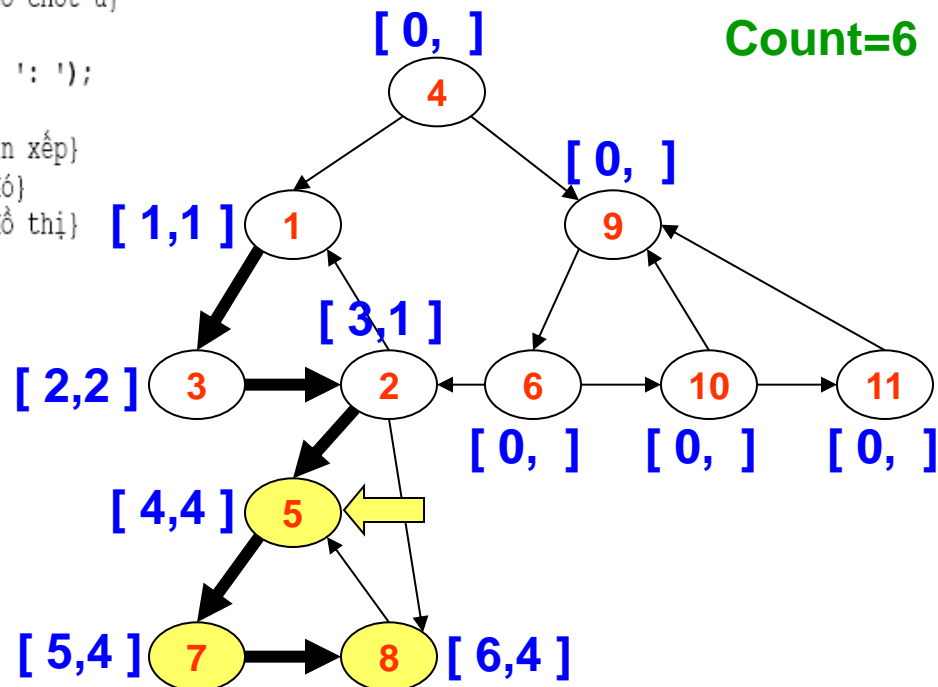 chốt u}
': ');
xếp}
thị}
Count=6
[ 0, ]
4
[ 0, ]
[ 1,1 ]
1
9
[ 3,1 ]
[ 2,2 ]
3
2
6
10
11
[ 0, ]
[ 0, ]
[ 0, ]
[ 4,4 ]
5
[ 5,4 ]
7
8
[ 6,4 ]